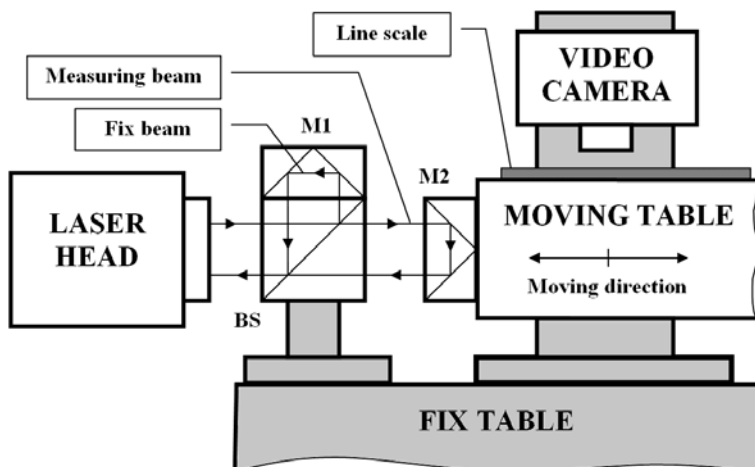 Line scale
VIDEO
CAMERA
Measuring beam
Fix beam
M1
M2
LASER
HEAD
MOVING TABLE
Moving direction
BS
FIX TABLE